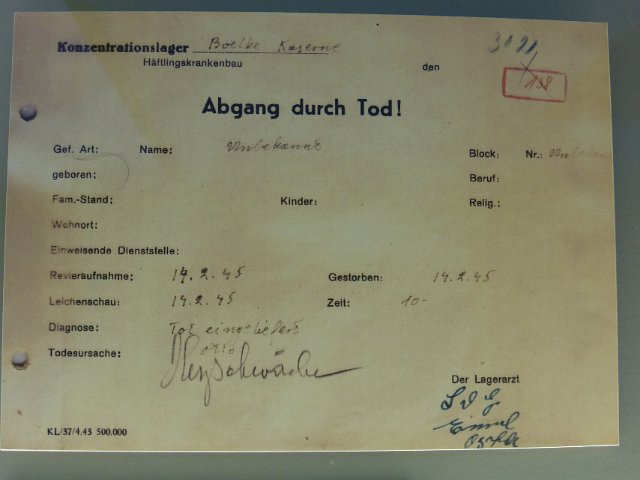 Konzentrationslager Boelke Kaserne 3021
Häftlingskrankenbau den 198
Abgang durch Tod!
Gef. Art: Name: Unbekannt Block: Nr.:
geboren: Beruf:
Fam.-Stand: Kinder: Relig.:
Wohnort:
Einweisende Dienststelle:
Revieraufnahme: 14.2.45 Gestorben: 14.2.45
Leichenschau: 14.2.45 Zeit: 10-
Diagnose: Tot eingeliefert
Todesursache: Herzschwäche
Der Lagerarzt
KL/37/4.43 500.000